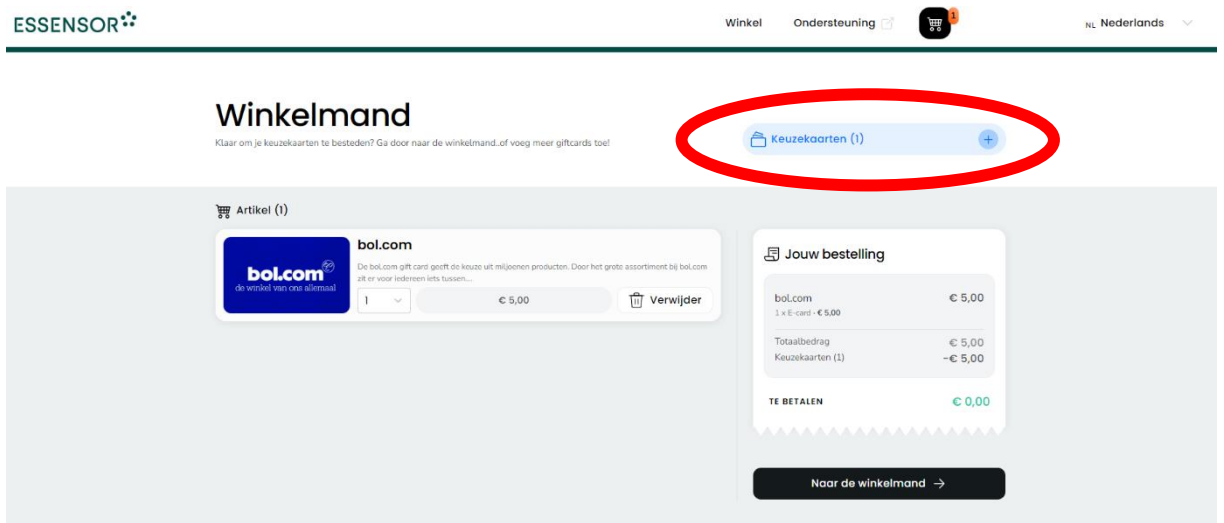 ESSENSOR
Winkel Ondersteuning 1 NL Nederlands
Winkelmand
Klaar om je keuzekaarten te besteden? Ga door naar de winkelmand..of voeg meer giftcards toe!
Keuzekaarten (1)
Artikel (1)
bol.com
de winkel van ons allemaal
bol.com
De bol.com gift card geeft de keuze uit miljoenen producten. Door het grote assortiment bij bol.com
zit er voor iedereen iets tussen....
1 € 5,00 Verwijder
Jouw bestelling
bol.com € 5,00
1 x E-card - € 5,00
Totaalbedrag € 5,00
Keuzekaarten (1) -€ 5,00
TE BETALEN € 0,00
Naar de winkelmand →